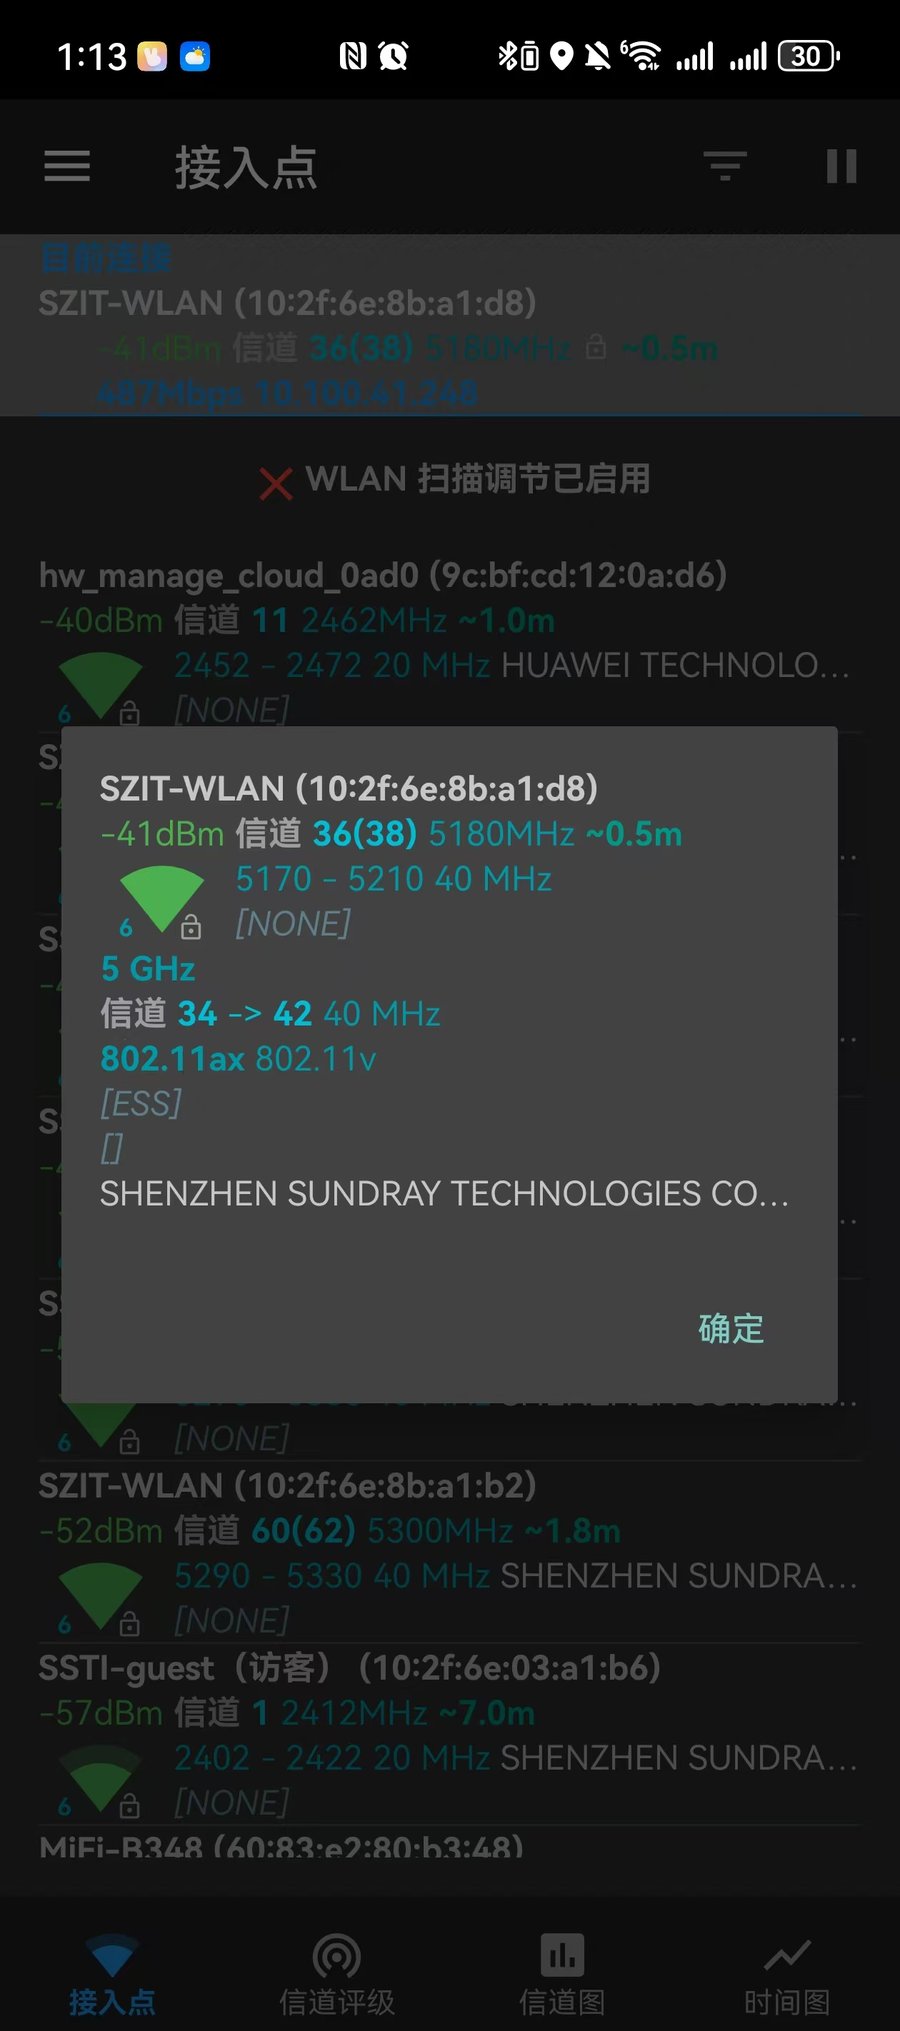 1:13
6
30
接入点
目前连接
SZIT-WLAN (10:2f:6e:8b:a1:d8)
-41dBm 信道 36(38) 5180MHz ~0.5m
487Mbps 10.100.41.248
WLAN 扫描调节已启用
hw_manage_cloud_0ad0 (9c:bf:cd:12:0a:d6)
-40dBm 信道 11 2462MHz ~1.0m
2452 - 2472 20 MHz HUAWEI TECHNOLO...
6 [NONE]
SZIT-WLAN (10:2f:6e:8b:a1:d8)
-41dBm 信道 36(38) 5180MHz ~0.5m
5170 - 5210 40 MHz
6 [NONE]
5 GHz
信道 34 -> 42 40 MHz
802.11ax 802.11v
[ESS]
[]
SHENZHEN SUNDRAY TECHNOLOGIES CO...
确定
6 [NONE]
SZIT-WLAN (10:2f:6e:8b:a1:b2)
-52dBm 信道 60(62) 5300MHz ~1.8m
5290 - 5330 40 MHz SHENZHEN SUNDRA...
6 [NONE]
SSTI-guest（访客） (10:2f:6e:03:a1:b6)
-57dBm 信道 1 2412MHz ~7.0m
2402 - 2422 20 MHz SHENZHEN SUNDRA...
6 [NONE]
MiFi-B348 (60:83:e2:80:b3:48)
接入点
信道评级
信道图
时间图